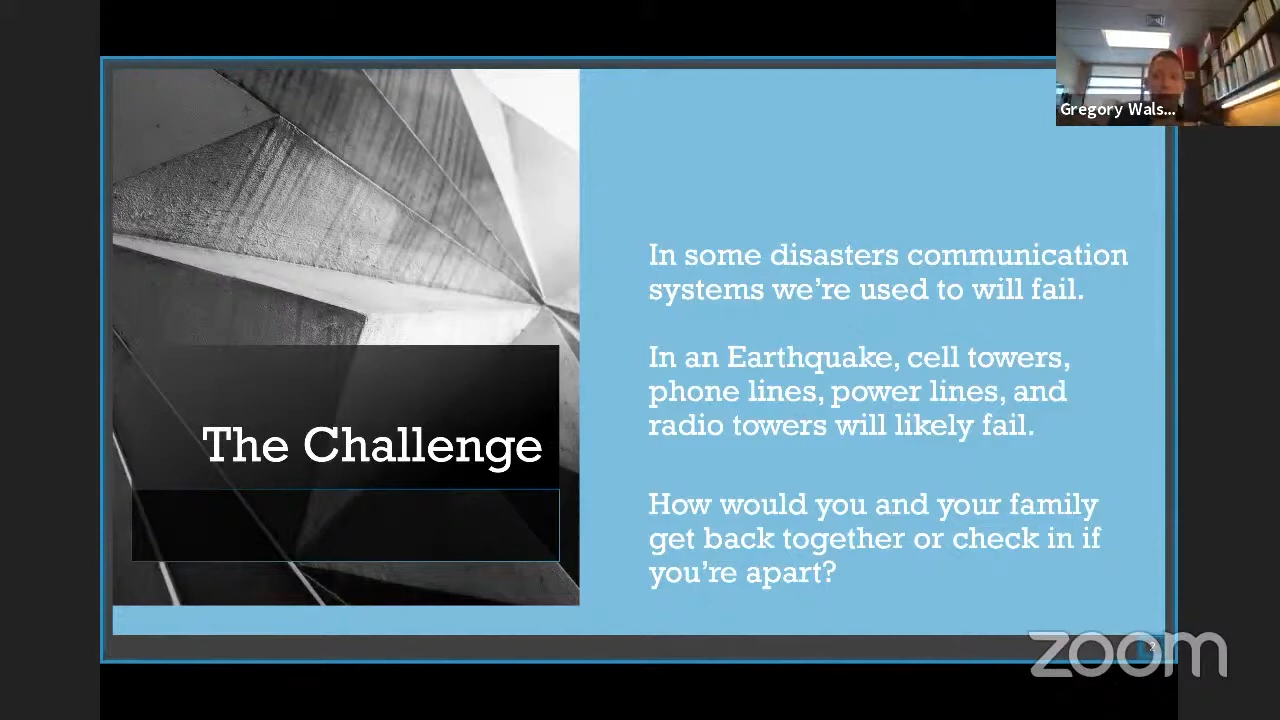 Gregory Wals...
In some disasters communication
systems we're used to will fail.
In an Earthquake, cell towers,
phone lines, power lines, and
radio towers will likely fail.
The Challenge
How would you and your family
get back together or check in if
you're apart?
2
zoom